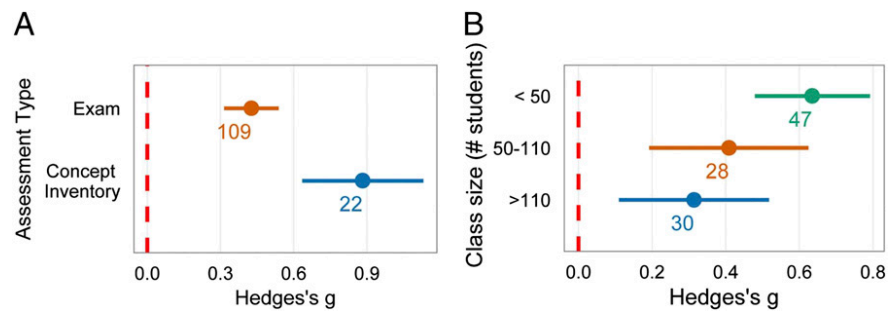 A
Assessment Type
Exam
109
Concept
Inventory
22
0.0 0.3 0.6 0.9
Hedges's g
B
Class size (# students)
< 50
47
50-110
28
>110
30
0.0 0.2 0.4 0.6 0.8
Hedges's g